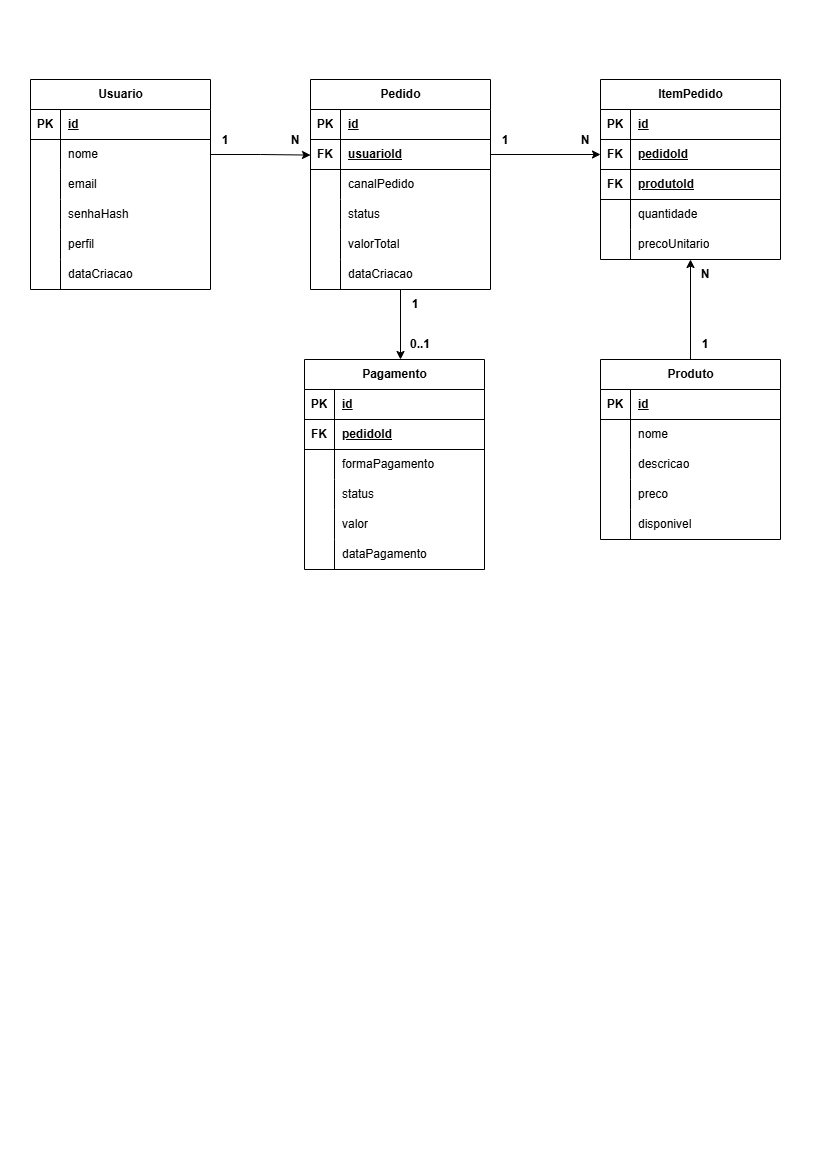 Usuario
PK id
nome
email
senhaHash
perfil
dataCriacao
1 N
Pedido
PK id
FK usuarioId
canalPedido
status
valorTotal
dataCriacao
1 N
ItemPedido
PK id
FK pedidoId
FK produtoId
quantidade
precoUnitario
1
0..1
N
1
Pagamento
PK id
FK pedidoId
formaPagamento
status
valor
dataPagamento
Produto
PK id
nome
descricao
preco
disponivel